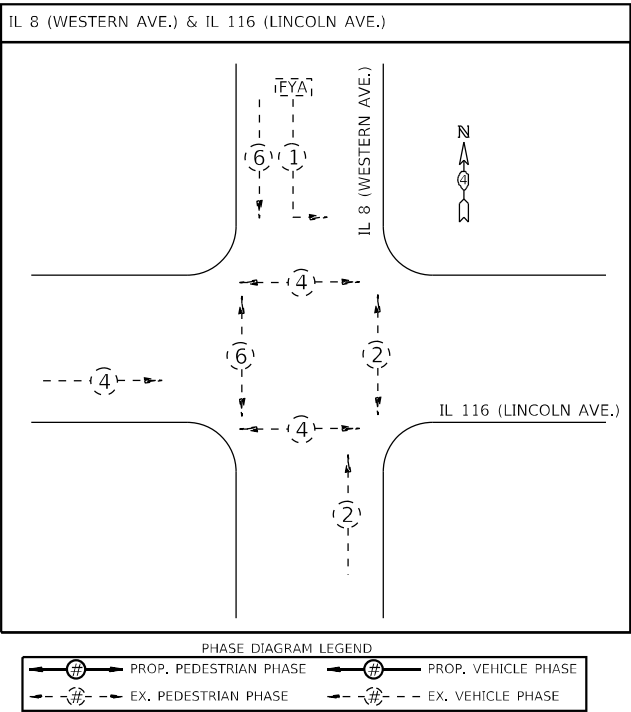 IL 8 (WESTERN AVE.) & IL 116 (LINCOLN AVE.)
FYA
IL 8 (WESTERN AVE.)
N
4
6
1
4
6
2
4
4
IL 116 (LINCOLN AVE.)
2
PHASE DIAGRAM LEGEND
# PROP. PEDESTRIAN PHASE
# PROP. VEHICLE PHASE
# EX. PEDESTRIAN PHASE
# EX. VEHICLE PHASE